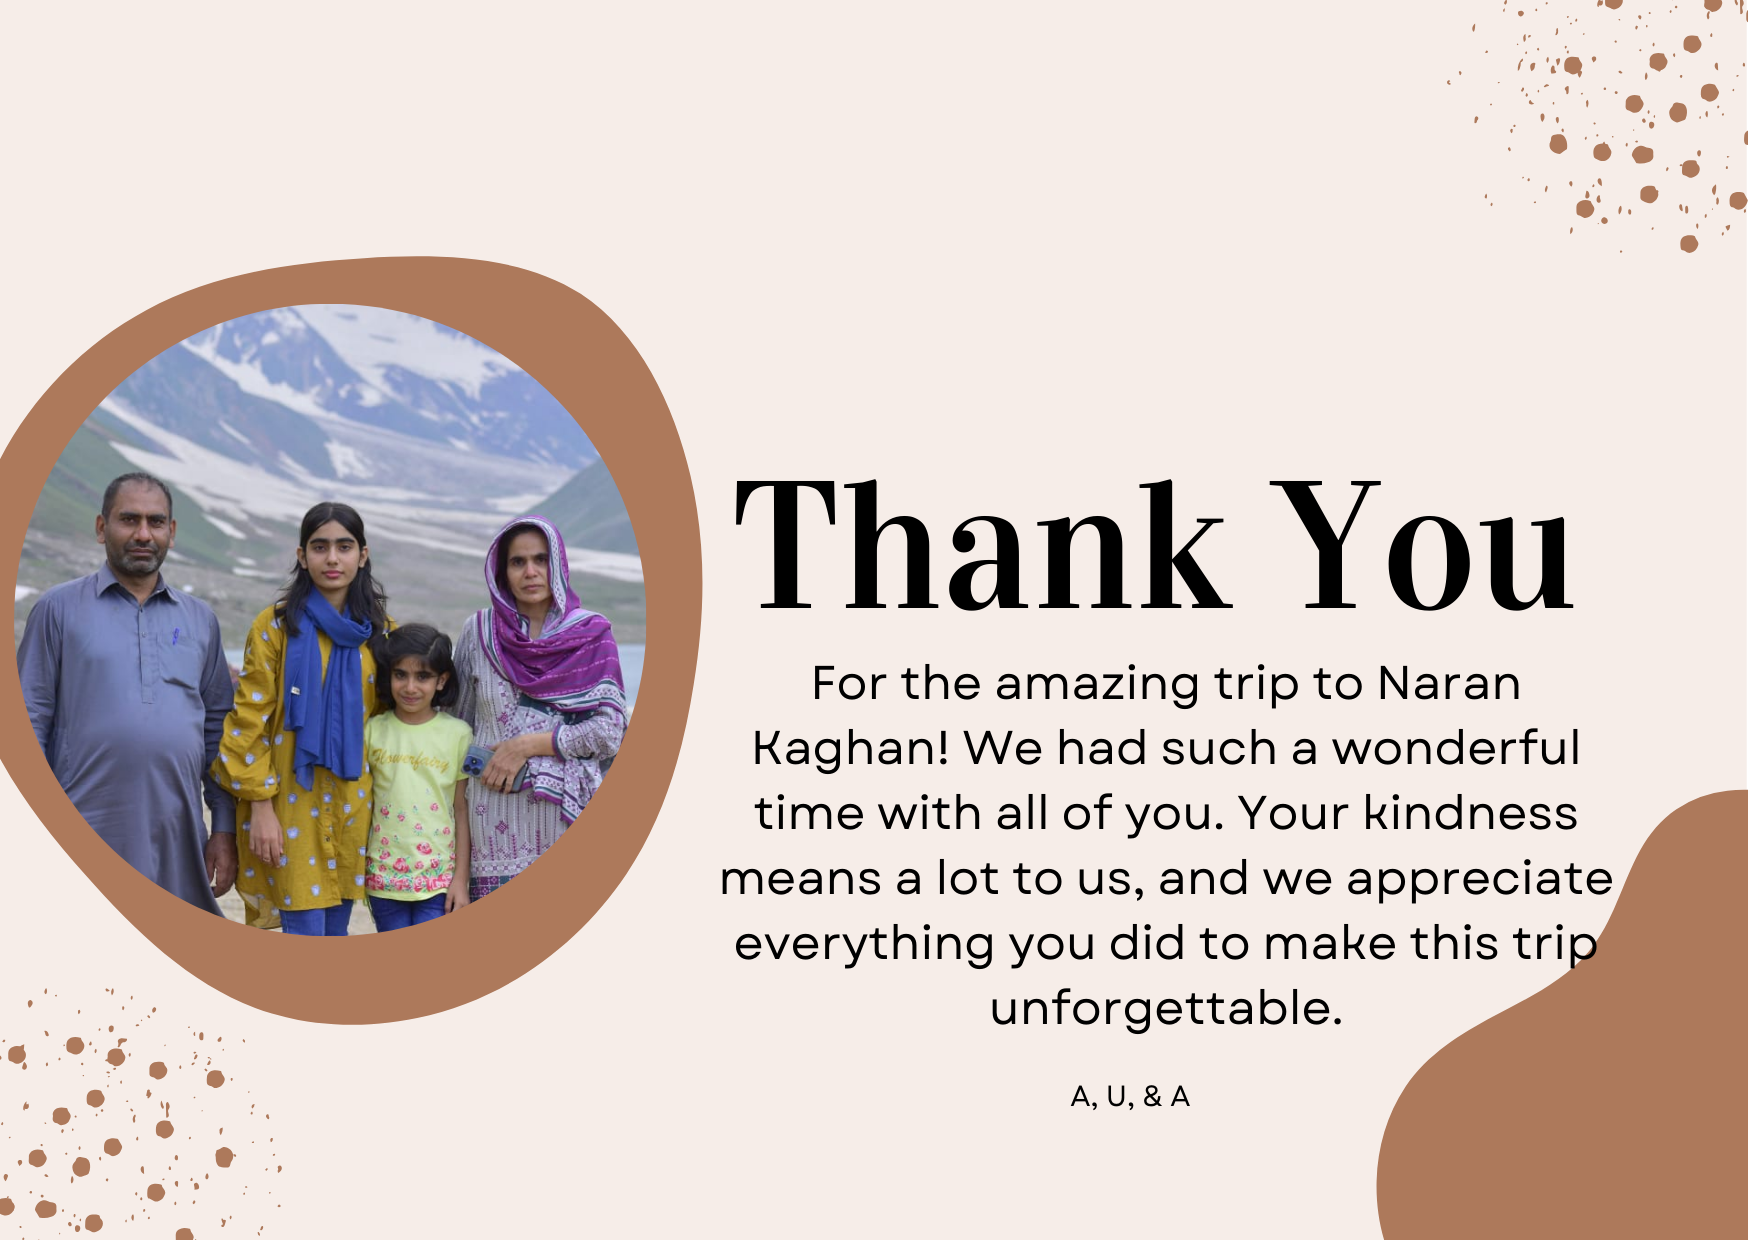 Thank You
For the amazing trip to Naran
Kaghan! We had such a wonderful
time with all of you. Your kindness
means a lot to us, and we appreciate
everything you did to make this trip
unforgettable.
A, U, & A
flowerfairy